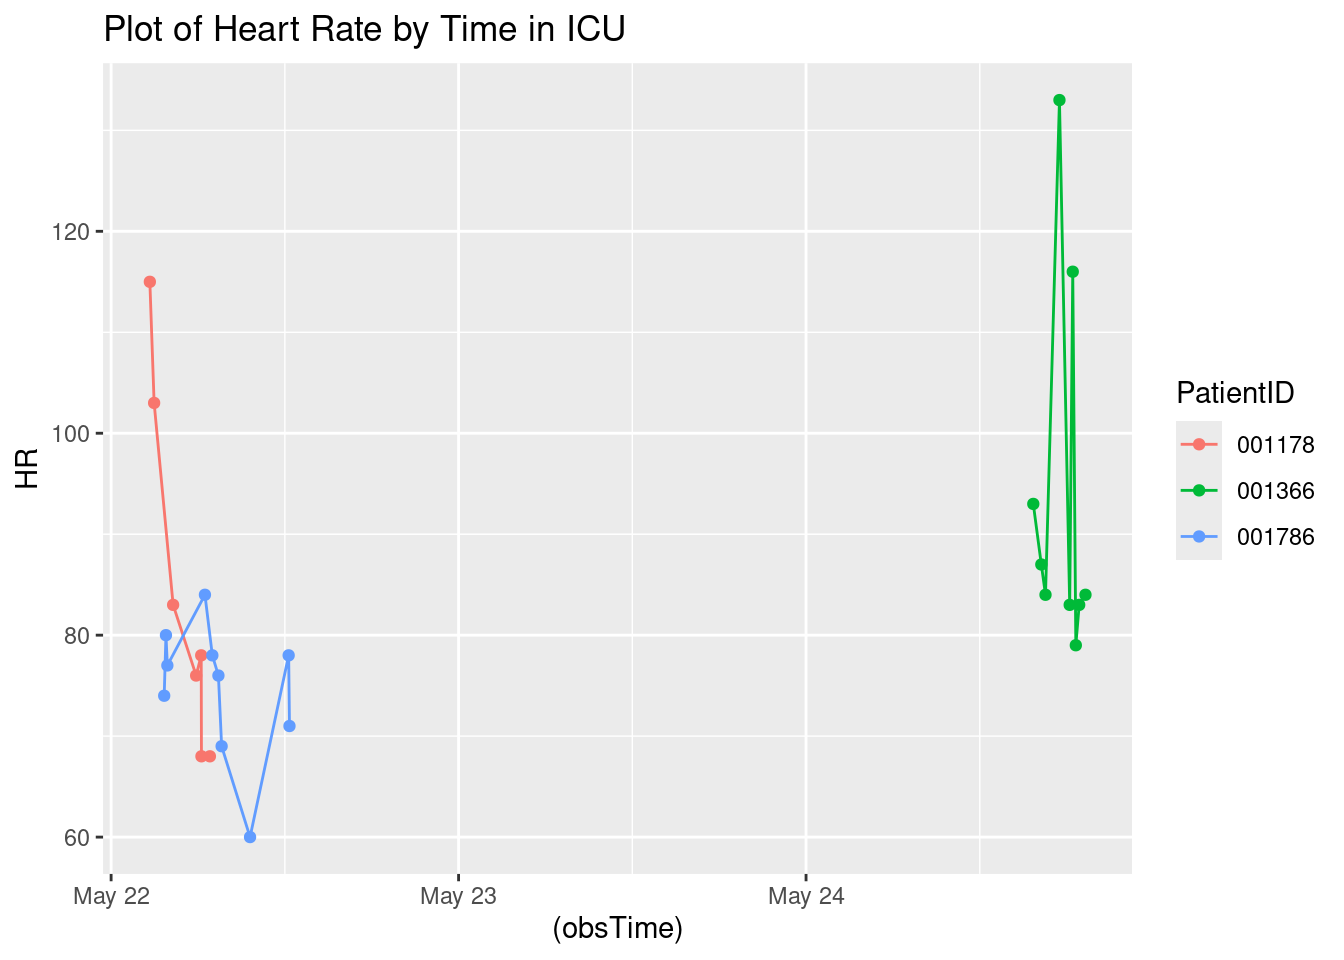 Plot of Heart Rate by Time in ICU
120
100
80
60
HR
May 22
May 23
May 24
(obsTime)
PatientID
001178
001366
001786